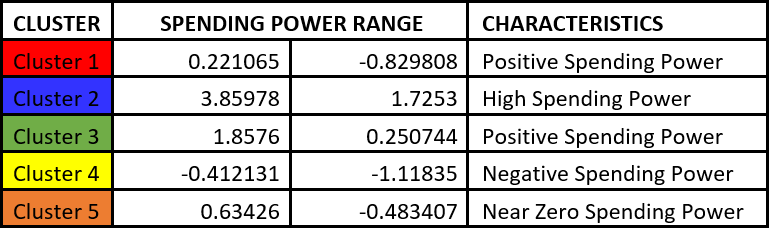 CLUSTER SPENDING POWER RANGE CHARACTERISTICS
Cluster 1 0.221065 -0.829808 Positive Spending Power
Cluster 2 3.85978 1.7253 High Spending Power
Cluster 3 1.8576 0.250744 Positive Spending Power
Cluster 4 -0.412131 -1.11835 Negative Spending Power
Cluster 5 0.63426 -0.483407 Near Zero Spending Power